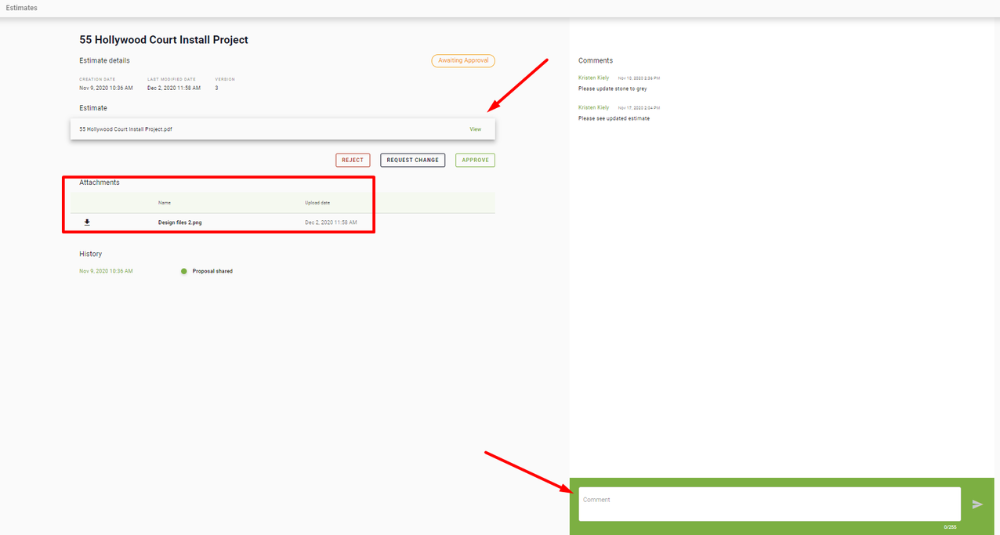 Estimates
55 Hollywood Court Install Project
Estimate details
Awaiting Approval
CREATION DATE LAST MODIFIED DATE VERSION
Nov 9, 2020 10:36 AM Dec 2, 2020 11:58 AM 3
Estimate
55 Hollywood Court Install Project.pdf View
REJECT REQUEST CHANGE APPROVE
Attachments
Name Upload date
Design files 2.png Dec 2, 2020 11:58 AM
History
Nov 9, 2020 10:36 AM Proposal shared
Comments
Kristen Kiely Nov 10, 2020 2:36 PM
Please update stone to grey
Kristen Kiely Nov 17, 2020 2:04 PM
Please see updated estimate
Comment
0/255